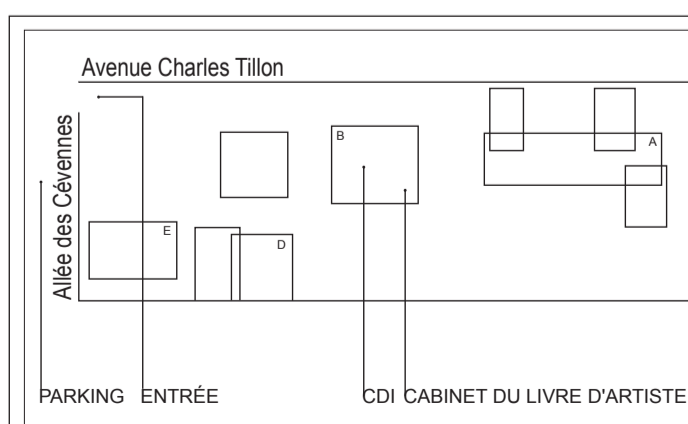 Avenue Charles Tillon
Allée des Cévennes
B
A
E
D
PARKING
ENTRÉE
CDI
CABINET DU LIVRE D'ARTISTE